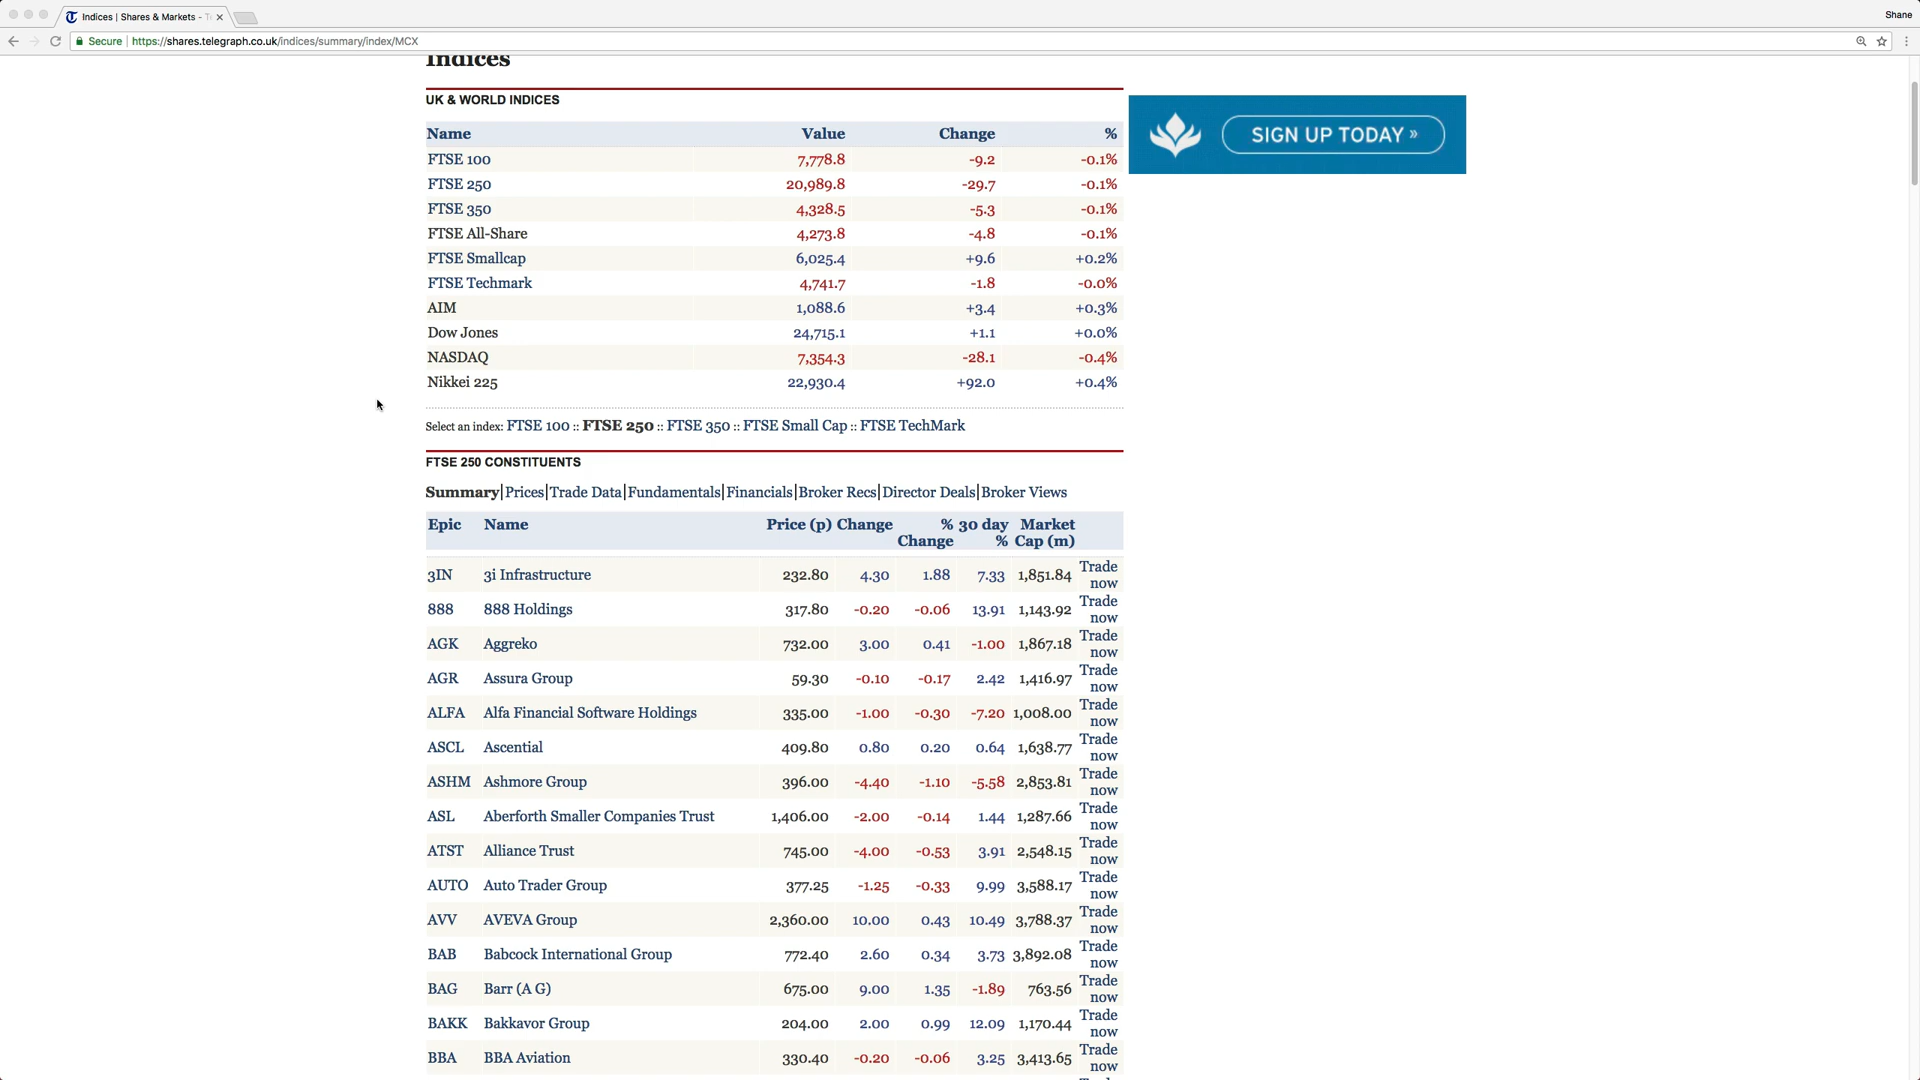 Indices | Shares & Markets - T
Shane
Secure | https://shares.telegraph.co.uk/indices/summary/index/MCX
Indices
UK & WORLD INDICES
Name Value Change %
FTSE 100 7,778.8 -9.2 -0.1%
FTSE 250 20,989.8 -29.7 -0.1%
FTSE 350 4,328.5 -5.3 -0.1%
FTSE All-Share 4,273.8 -4.8 -0.1%
FTSE Smallcap 6,025.4 +9.6 +0.2%
FTSE Techmark 4,741.7 -1.8 -0.0%
AIM 1,088.6 +3.4 +0.3%
Dow Jones 24,715.1 +1.1 +0.0%
NASDAQ 7,354.3 -28.1 -0.4%
Nikkei 225 22,930.4 +92.0 +0.4%
SIGN UP TODAY »
Select an index: FTSE 100 :: FTSE 250 :: FTSE 350 :: FTSE Small Cap :: FTSE TechMark
FTSE 250 CONSTITUENTS
Summary|Prices|Trade Data|Fundamentals|Financials|Broker Recs|Director Deals|Broker Views
Epic Name Price (p) Change % Change 30 day % Market Cap (m)
3IN 3i Infrastructure 232.80 4.30 1.88 7.33 1,851.84 Trade now
888 888 Holdings 317.80 -0.20 -0.06 13.91 1,143.92 Trade now
AGK Aggreko 732.00 3.00 0.41 -1.00 1,867.18 Trade now
AGR Assura Group 59.30 -0.10 -0.17 2.42 1,416.97 Trade now
ALFA Alfa Financial Software Holdings 335.00 -1.00 -0.30 -7.20 1,008.00 Trade now
ASCL Ascential 409.80 0.80 0.20 0.64 1,638.77 Trade now
ASHM Ashmore Group 396.00 -4.40 -1.10 -5.58 2,853.81 Trade now
ASL Aberforth Smaller Companies Trust 1,406.00 -2.00 -0.14 1.44 1,287.66 Trade now
ATST Alliance Trust 745.00 -4.00 -0.53 3.91 2,548.15 Trade now
AUTO Auto Trader Group 377.25 -1.25 -0.33 9.99 3,588.17 Trade now
AVV AVEVA Group 2,360.00 10.00 0.43 10.49 3,788.37 Trade now
BAB Babcock International Group 772.40 2.60 0.34 3.73 3,892.08 Trade now
BAG Barr (A G) 675.00 9.00 1.35 -1.89 763.56 Trade now
BAKK Bakkavor Group 204.00 2.00 0.99 12.09 1,170.44 Trade now
BBA BBA Aviation 330.40 -0.20 -0.06 3.25 3,413.65 Trade now